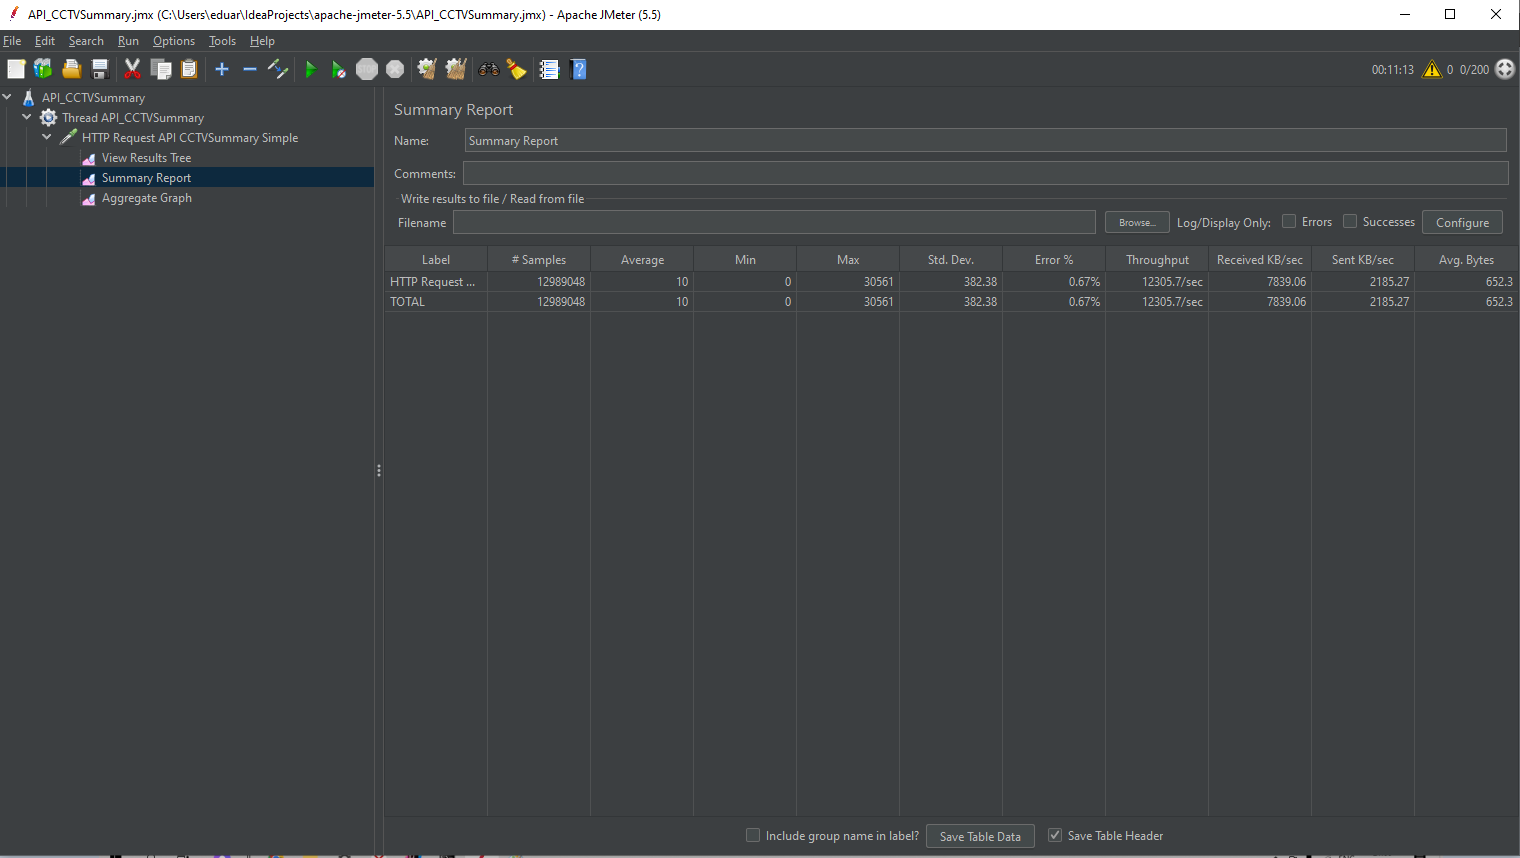 API_CCTVSummary.jmx (C:\Users\eduar\IdeaProjects\apache-jmeter-5.5\API_CCTVSummary.jmx) - Apache JMeter (5.5)
File Edit Search Run Options Tools Help
STOP
00:11:13 0 0/200
API_CCTVSummary
Thread API_CCTVSummary
HTTP Request API CCTVSummary Simple
View Results Tree
Summary Report
Aggregate Graph
Summary Report
Name: Summary Report
Comments:
Write results to file / Read from file
Filename Browse... Log/Display Only: Errors Successes Configure
Label # Samples Average Min Max Std. Dev. Error % Throughput Received KB/sec Sent KB/sec Avg. Bytes
HTTP Request ... 12989048 10 0 30561 382.38 0.67% 12305.7/sec 7839.06 2185.27 652.3
TOTAL 12989048 10 0 30561 382.38 0.67% 12305.7/sec 7839.06 2185.27 652.3
Include group name in label? Save Table Data Save Table Header